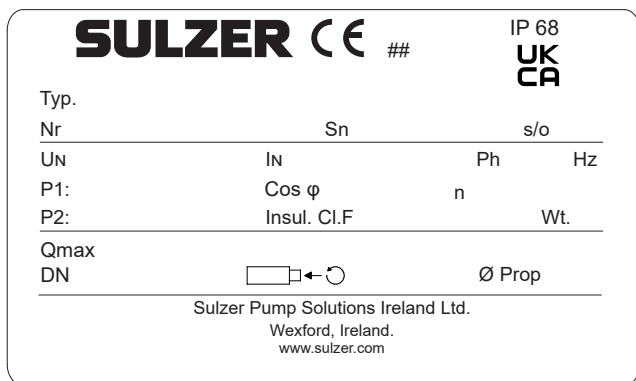 SULZER CE ## IP 68
UK
CA
Typ.
Nr Sn s/o
UN IN Ph Hz
P1: Cos φ n
P2: Insul. Cl.F Wt.
Qmax
DN Ø Prop
Sulzer Pump Solutions Ireland Ltd.
Wexford, Ireland.
www.sulzer.com